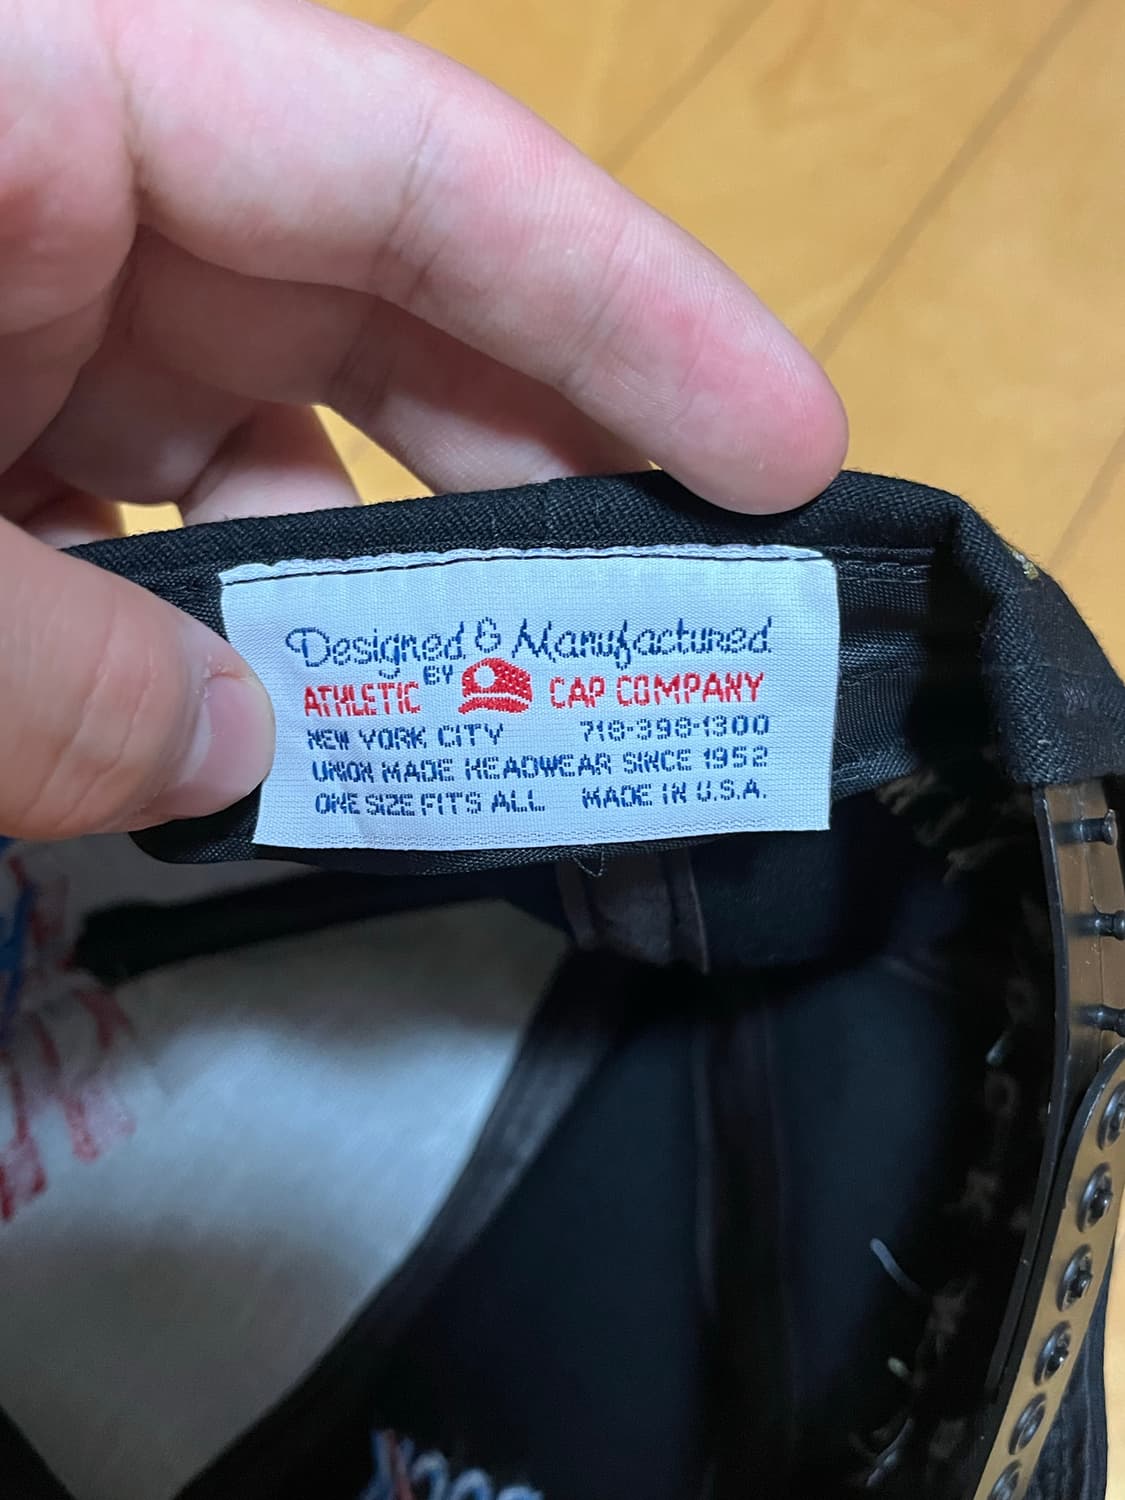 Designed & Manufactured
BY
ATHLETIC CAP COMPANY
NEW YORK CITY 718-398-1300
UNION MADE HEADWEAR SINCE 1952
ONE SIZE FITS ALL MADE IN U.S.A.